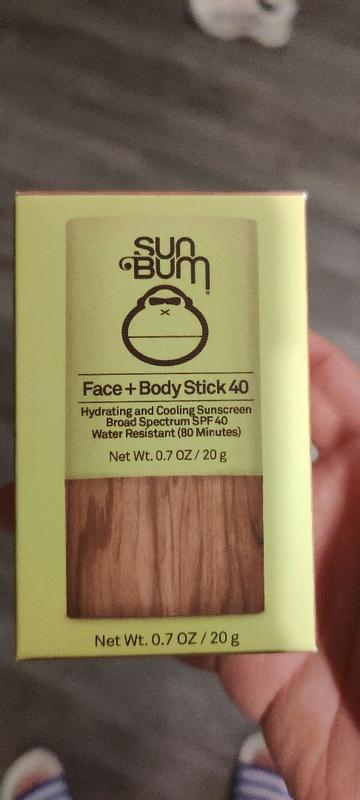 SUN
BUM®
Face + Body Stick 40
Hydrating and Cooling Sunscreen
Broad Spectrum SPF 40
Water Resistant (80 Minutes)
Net Wt. 0.7 OZ / 20 g
Net Wt. 0.7 OZ / 20 g